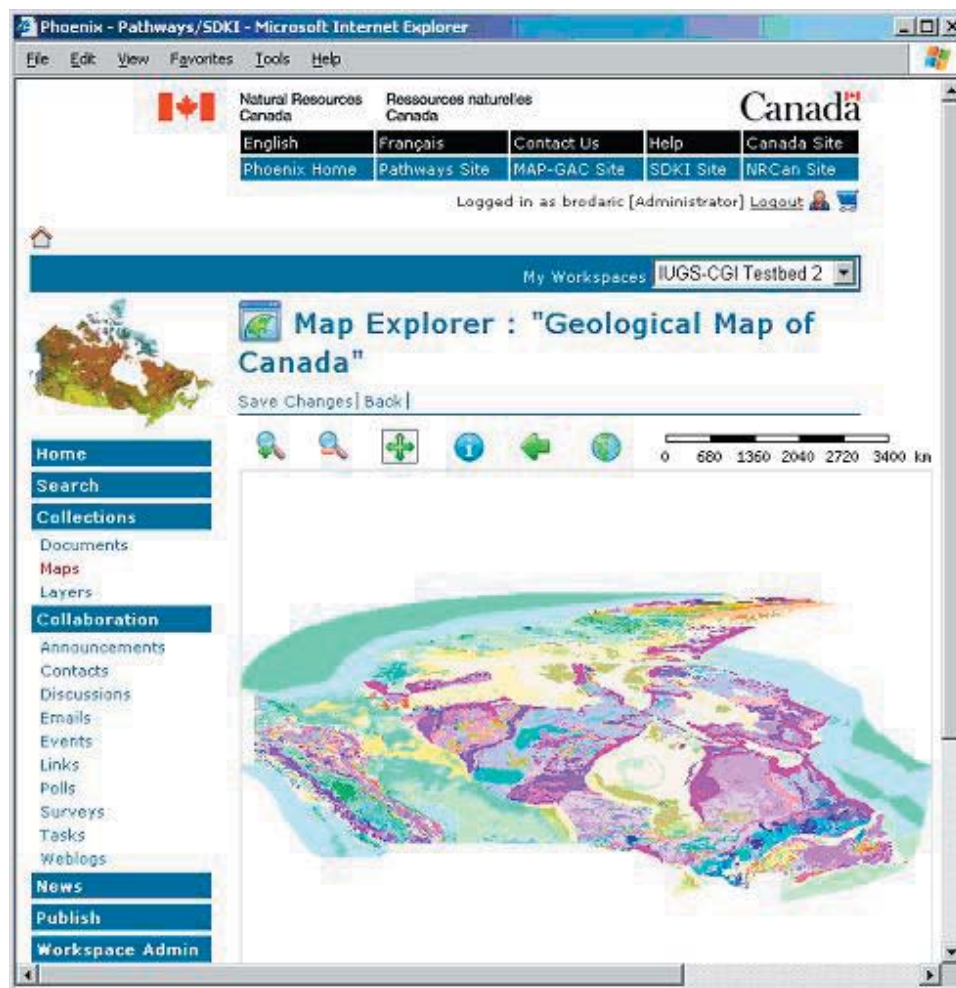 Phoenix - Pathways/SDKI - Microsoft Internet Explorer
File Edit View Favorites Tools Help
Natural Resources Ressources naturelles
Canada Canada
Canada
English Français Contact Us Help Canada Site
Phoenix Home Pathways Site MAP-GAC Site SDKI Site NRCan Site
Logged in as brodaric [Administrator] Logout
My Workspaces IUGS-CGI Testbed 2
Map Explorer : "Geological Map of
Canada"
Save Changes| Back|
0 680 1360 2040 2720 3400 km
Home
Search
Collections
Documents
Maps
Layers
Collaboration
Announcements
Contacts
Discussions
Emails
Events
Links
Polls
Surveys
Tasks
Weblogs
News
Publish
Workspace Admin